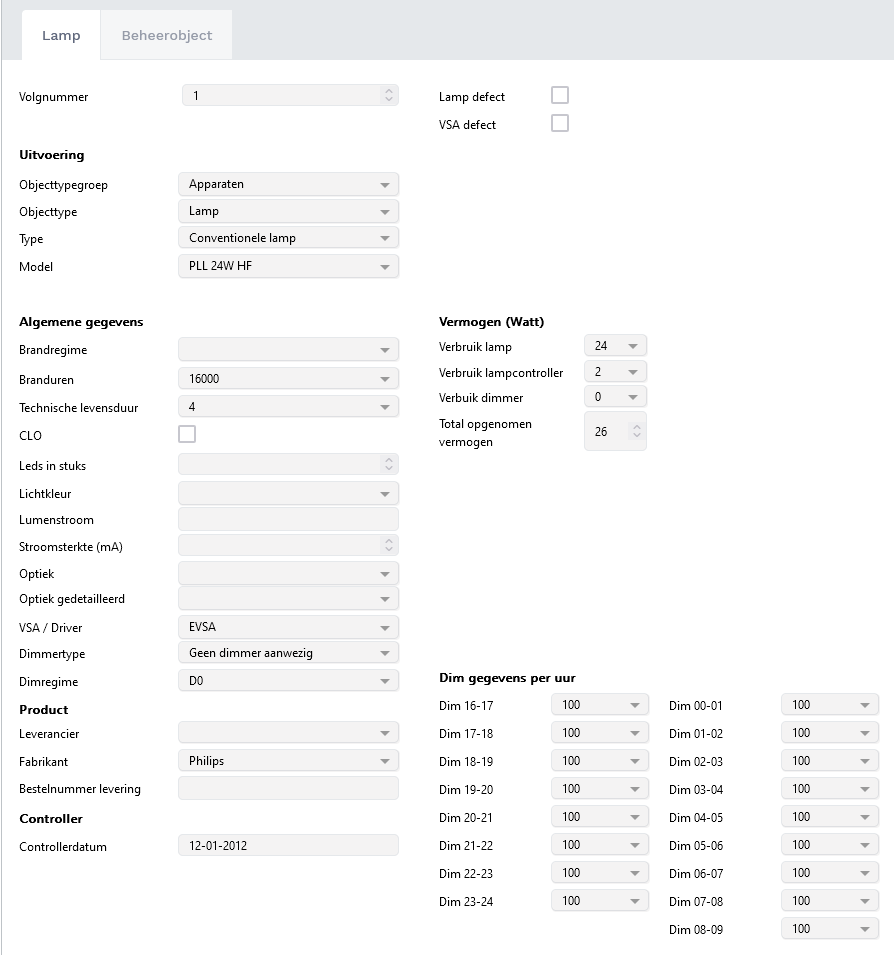 Lamp Beheerobject
Volgnummer 1 Lamp defect
VSA defect
Uitvoering
Objecttypegroep Apparaten
Objecttype Lamp
Type Conventionele lamp
Model PLL 24W HF
Algemene gegevens Vermogen (Watt)
Brandregime Verbruik lamp 24
Branduren 16000 Verbruik lampcontroller 2
Technische levensduur 4 Verbuik dimmer 0
CLO Total opgenomen
vermogen 26
Leds in stuks
Lichtkleur
Lumenstroom
Stroomsterkte (mA)
Optiek
Optiek gedetailleerd
VSA / Driver EVSA
Dimmertype Geen dimmer aanwezig
Dimregime D0 Dim gegevens per uur
Product Dim 16-17 100 Dim 00-01 100
Leverancier Dim 17-18 100 Dim 01-02 100
Fabrikant Philips Dim 18-19 100 Dim 02-03 100
Bestelnummer levering Dim 19-20 100 Dim 03-04 100
Controller Dim 20-21 100 Dim 04-05 100
Controllerdatum 12-01-2012 Dim 21-22 100 Dim 05-06 100
Dim 22-23 100 Dim 06-07 100
Dim 23-24 100 Dim 07-08 100
Dim 08-09 100